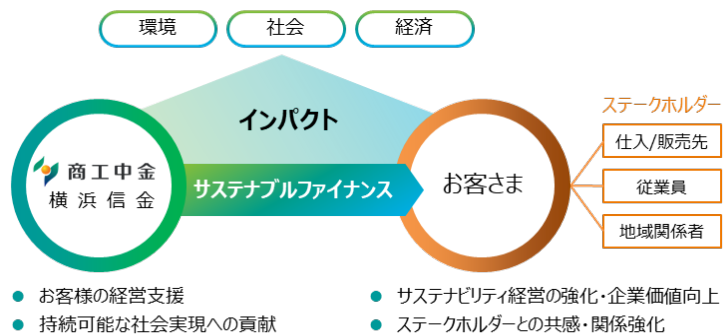 環境
社会
経済
インパクト
ステークホルダー
商工中金
横浜信金
サステナブルファイナンス
お客さま
仕入/販売先
従業員
地域関係者
● お客様の経営支援
● 持続可能な社会実現への貢献
● サステナビリティ経営の強化・企業価値向上
● ステークホルダーとの共感・関係強化